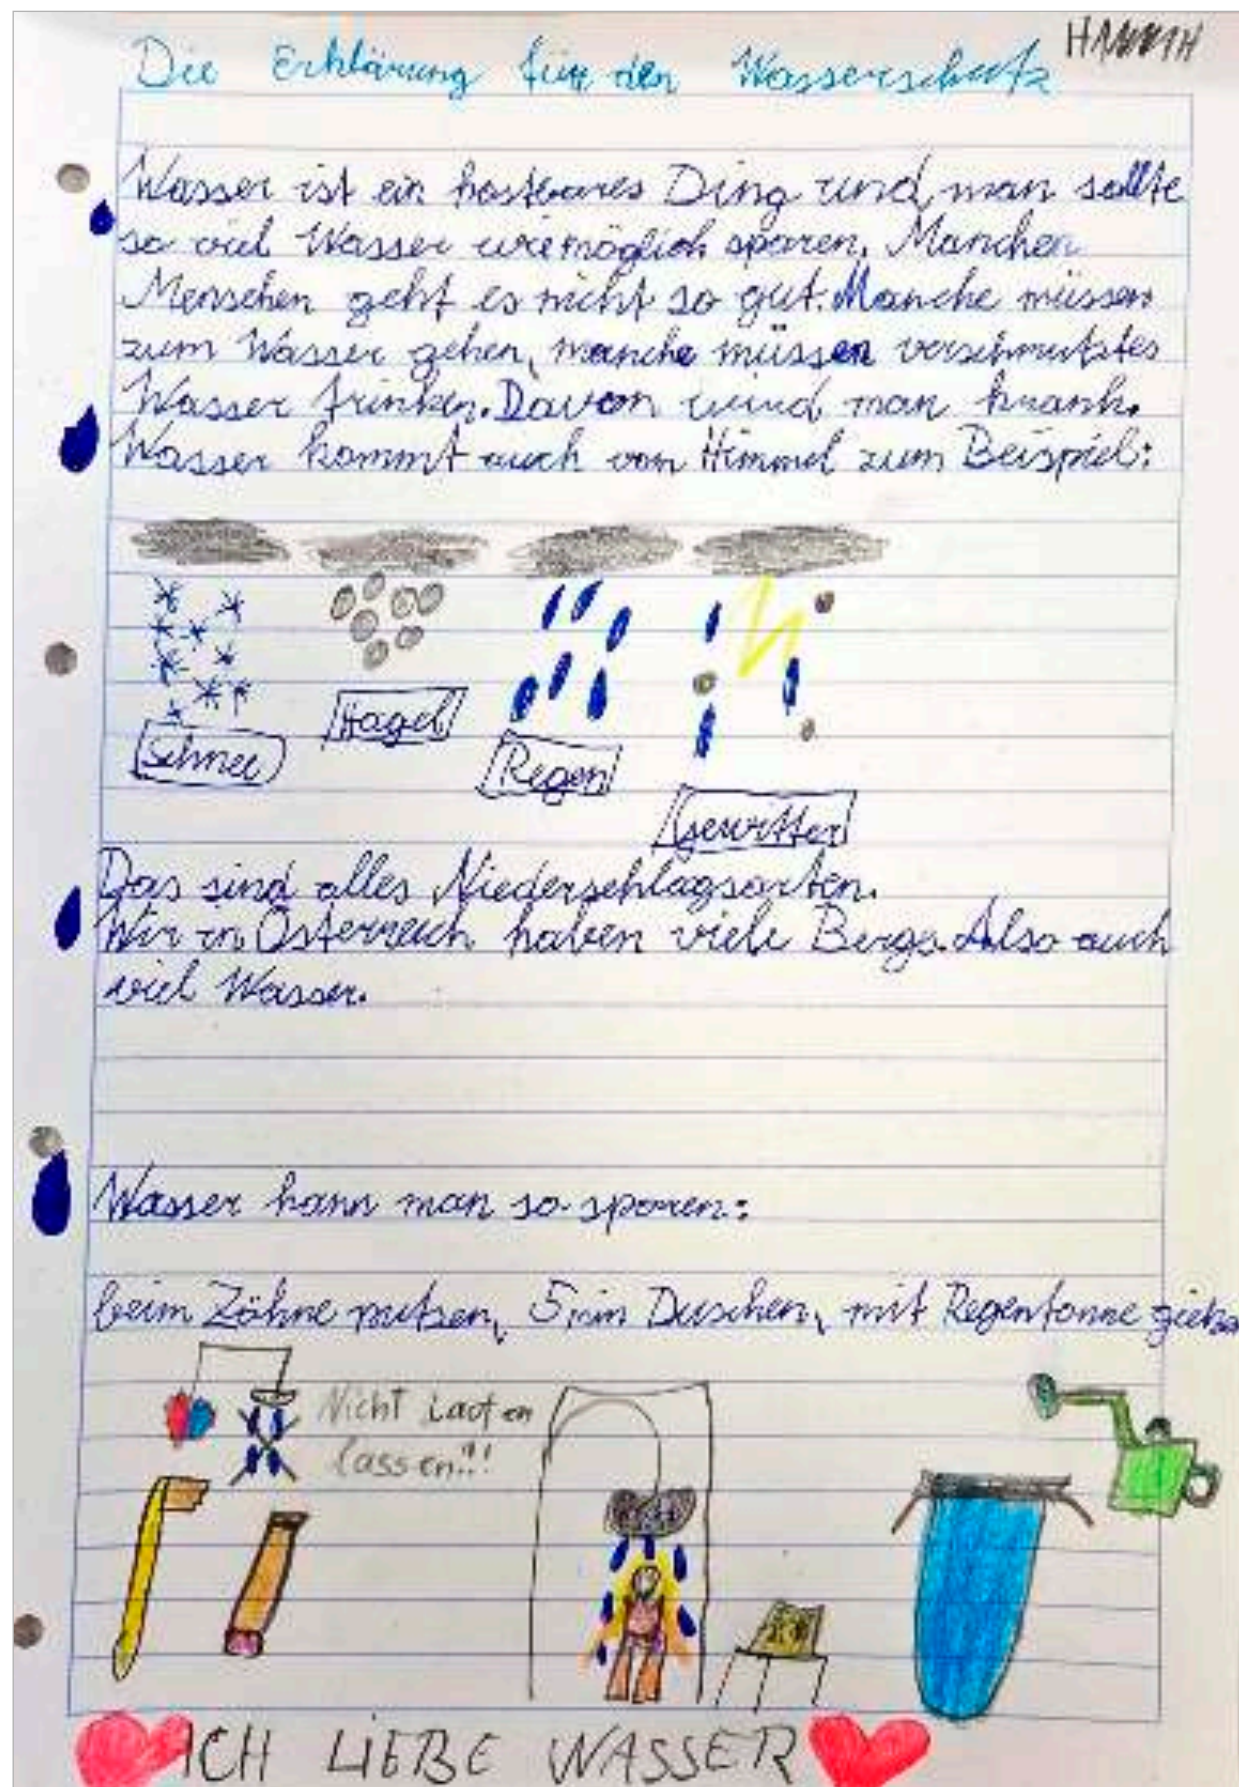 HANNAH
Die Erklärung für den Wasserschutz
Wasser ist ein kostbares Ding und man sollte
so viel Wasser wie möglich sparen. Manchen
Menschen geht es nicht so gut. Manche müssen
zum Wasser gehen, manche müssen verschmutztes
Wasser trinken. Davon wird man krank.
Wasser kommt auch vom Himmel zum Beispiel:
Schnee
Hagel
Regen
Gewitter
Das sind alles Niederschlagsarten.
Wir in Österreich haben viele Berge. Also auch
viel Wasser.
Wasser kann man so sparen:
beim Zähne putzen, 5 min Duschen, mit Regentonne
Nicht Laufen
lassen!!!
ICH LIEBE WASSER